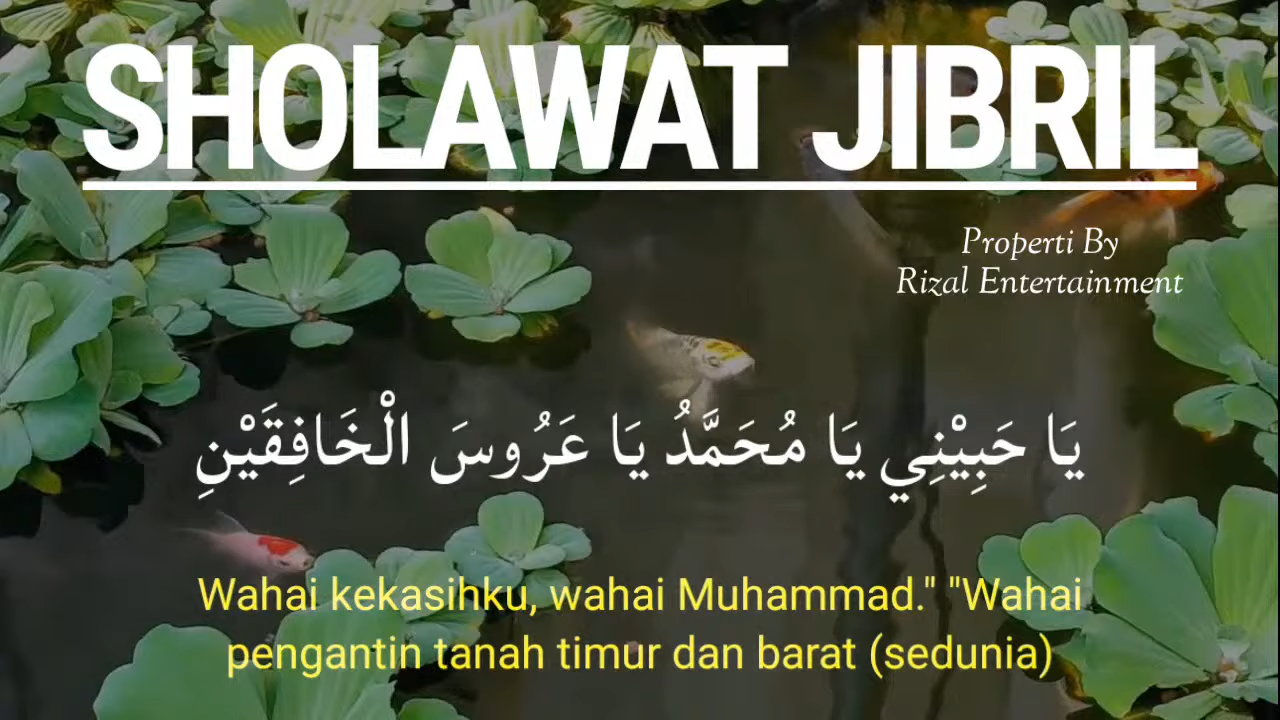 SHOLAWAT JIBRIL
Properti By
Rizal Entertainment
يَا حَبِيْنِي يَا مُحَمَّدُ يَا عَرُوسَ الْخَافِقَيْنِ
Wahai kekasihku, wahai Muhammad." "Wahai
pengantin tanah timur dan barat (sedunia)